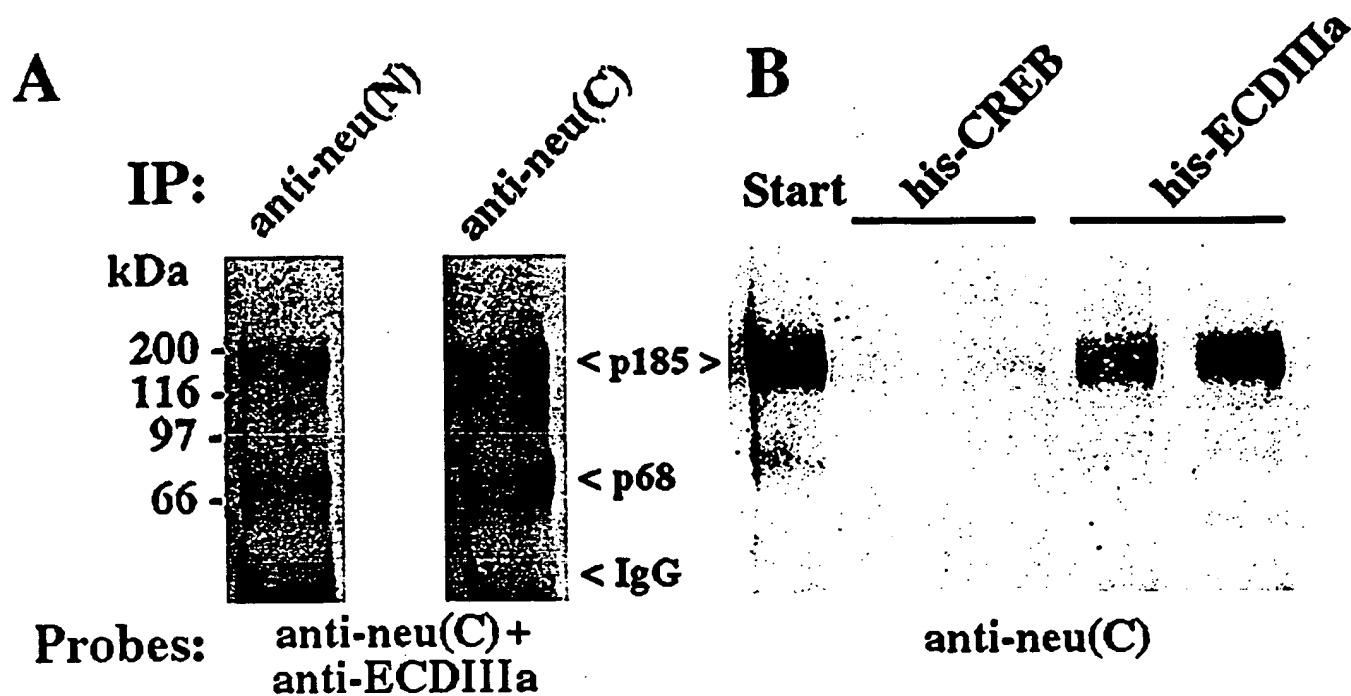 A
IP:
anti-neu(N)
anti-neu(C)
kDa
200 -
116 -
97 -
66 -
< p185 >
< p68
< IgG
Probes:
anti-neu(C) +
anti-ECDIIIa
B
Start
his-CREB
his-ECDIIIa
anti-neu(C)